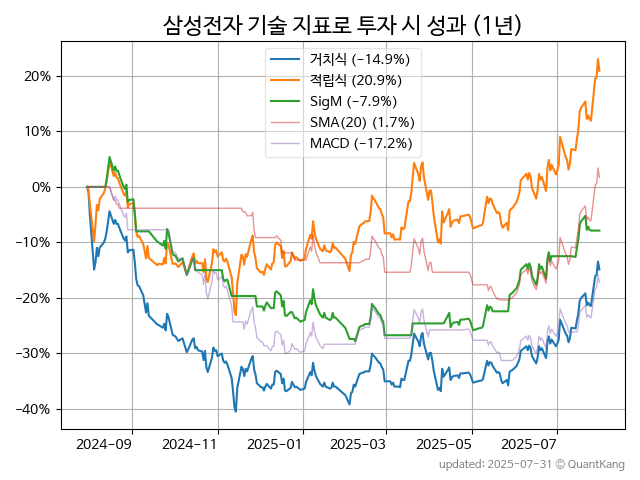 삼성전자 기술 지표로 투자 시 성과 (1년)
거치식 (−14.9%)
적립식 (20.9%)
SigM (−7.9%)
SMA(20) (1.7%)
MACD (−17.2%)
20%
10%
0%
−10%
−20%
−30%
−40%
2024-09
2024-11
2025-01
2025-03
2025-05
2025-07
updated: 2025-07-31 © QuantKang